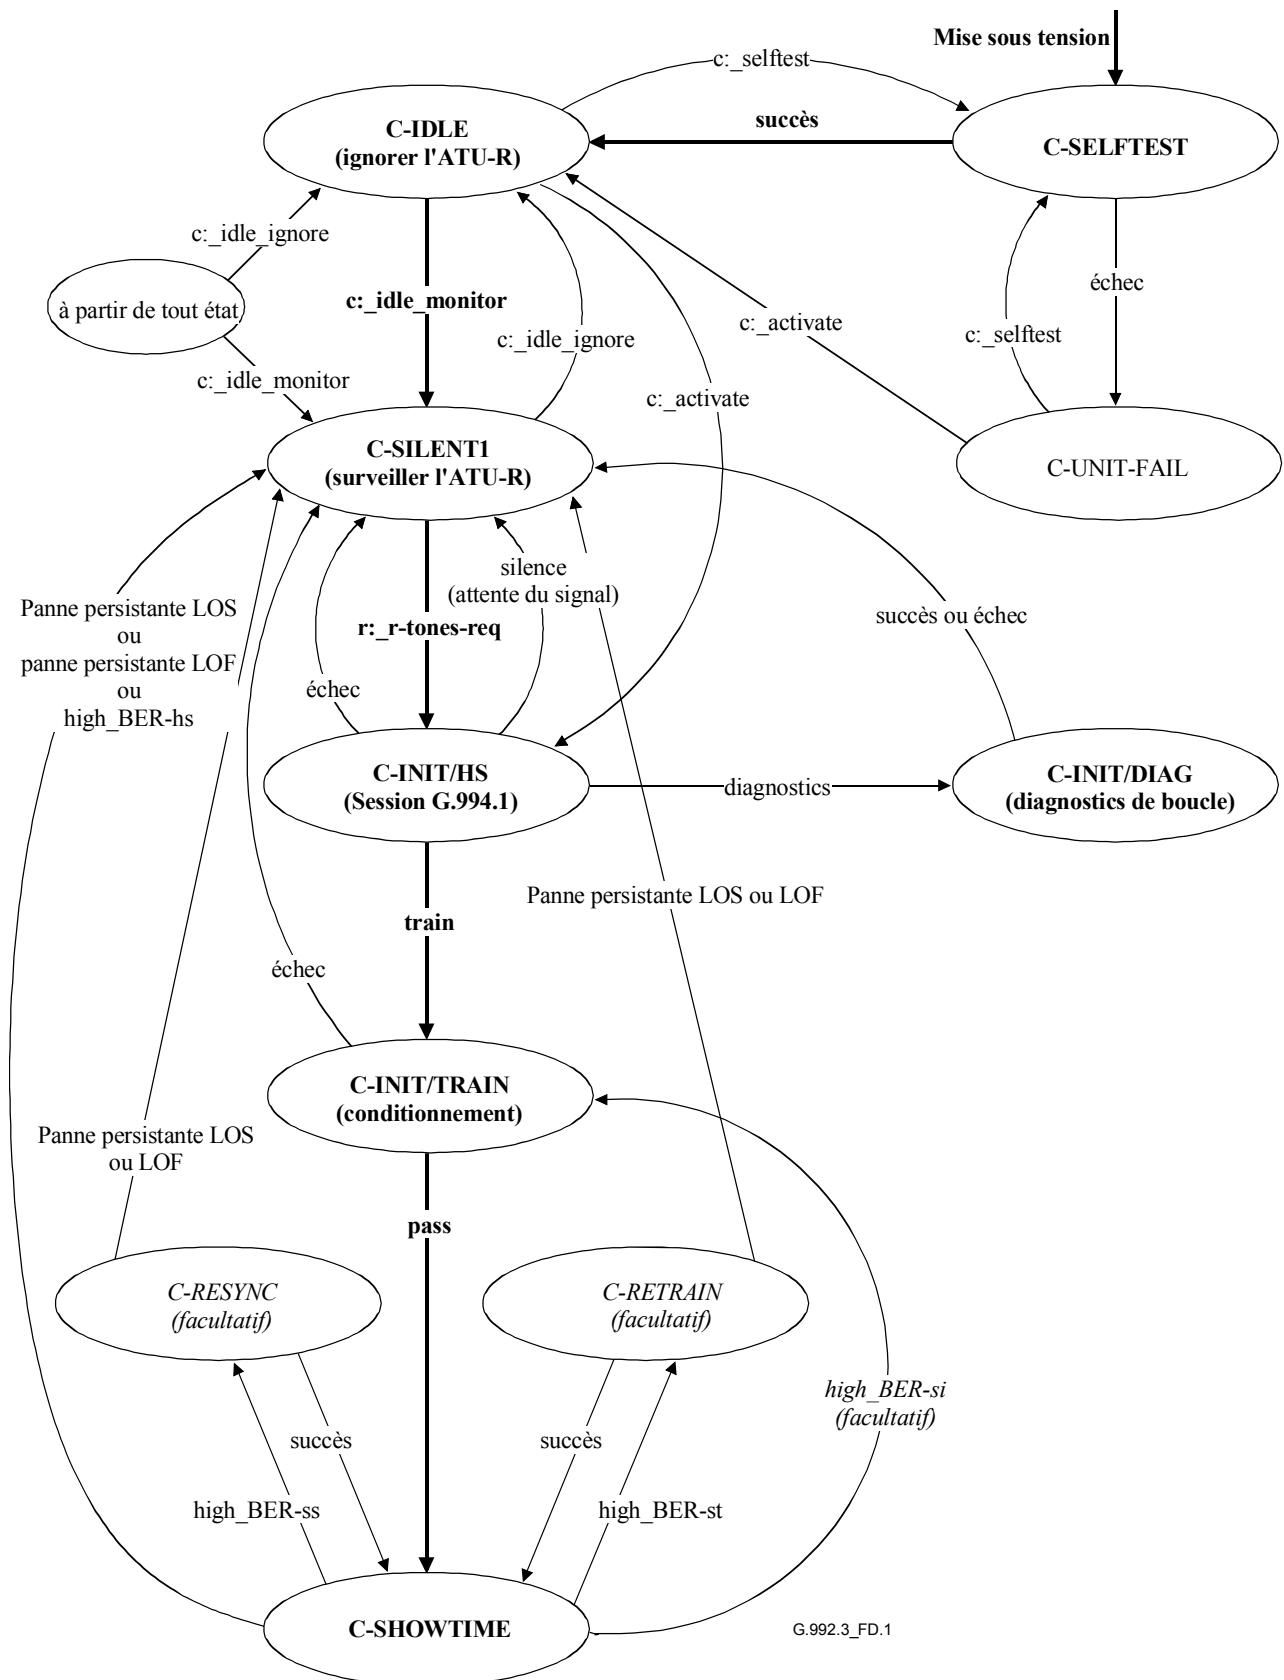 Mise sous tension
c:_selftest
succès
C-IDLE
(ignorer l'ATU-R)
C-SELFTEST
c:_idle_ignore
échec
à partir de tout état
c:_idle_monitor
c:_activate
c:_selftest
c:_idle_ignore
c:_idle_monitor
c:_activate
C-SILENT1
(surveiller l'ATU-R)
C-UNIT-FAIL
silence
(attente du signal)
Panne persistante LOS
ou
panne persistante LOF
ou
high_BER-hs
r:_r-tones-req
succès ou échec
échec
C-INIT/HS
(Session G.994.1)
diagnostics
C-INIT/DIAG
(diagnostics de boucle)
Panne persistante LOS ou LOF
train
échec
C-INIT/TRAIN
(conditionnement)
Panne persistante LOS
ou LOF
pass
C-RESYNC
(facultatif)
C-RETRAIN
(facultatif)
high_BER-si
(facultatif)
succès
succès
high_BER-ss
high_BER-st
C-SHOWTIME
G.992.3_FD.1